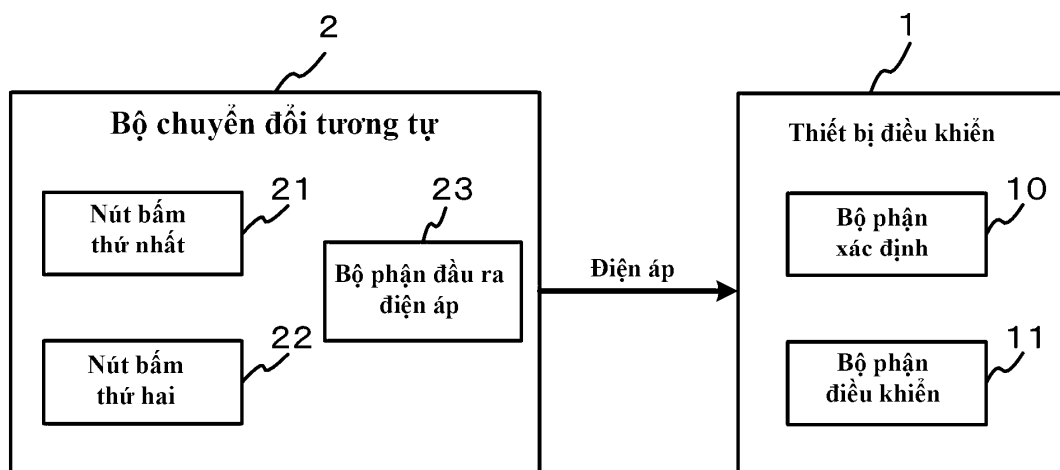 2
1
Bộ chuyển đổi tương tự
Thiết bị điều khiển
21
Nút bấm
thứ nhất
23
Bộ phận đầu ra
điện áp
Điện áp
10
Bộ phận
xác định
22
Nút bấm
thứ hai
11
Bộ phận
điều khiển